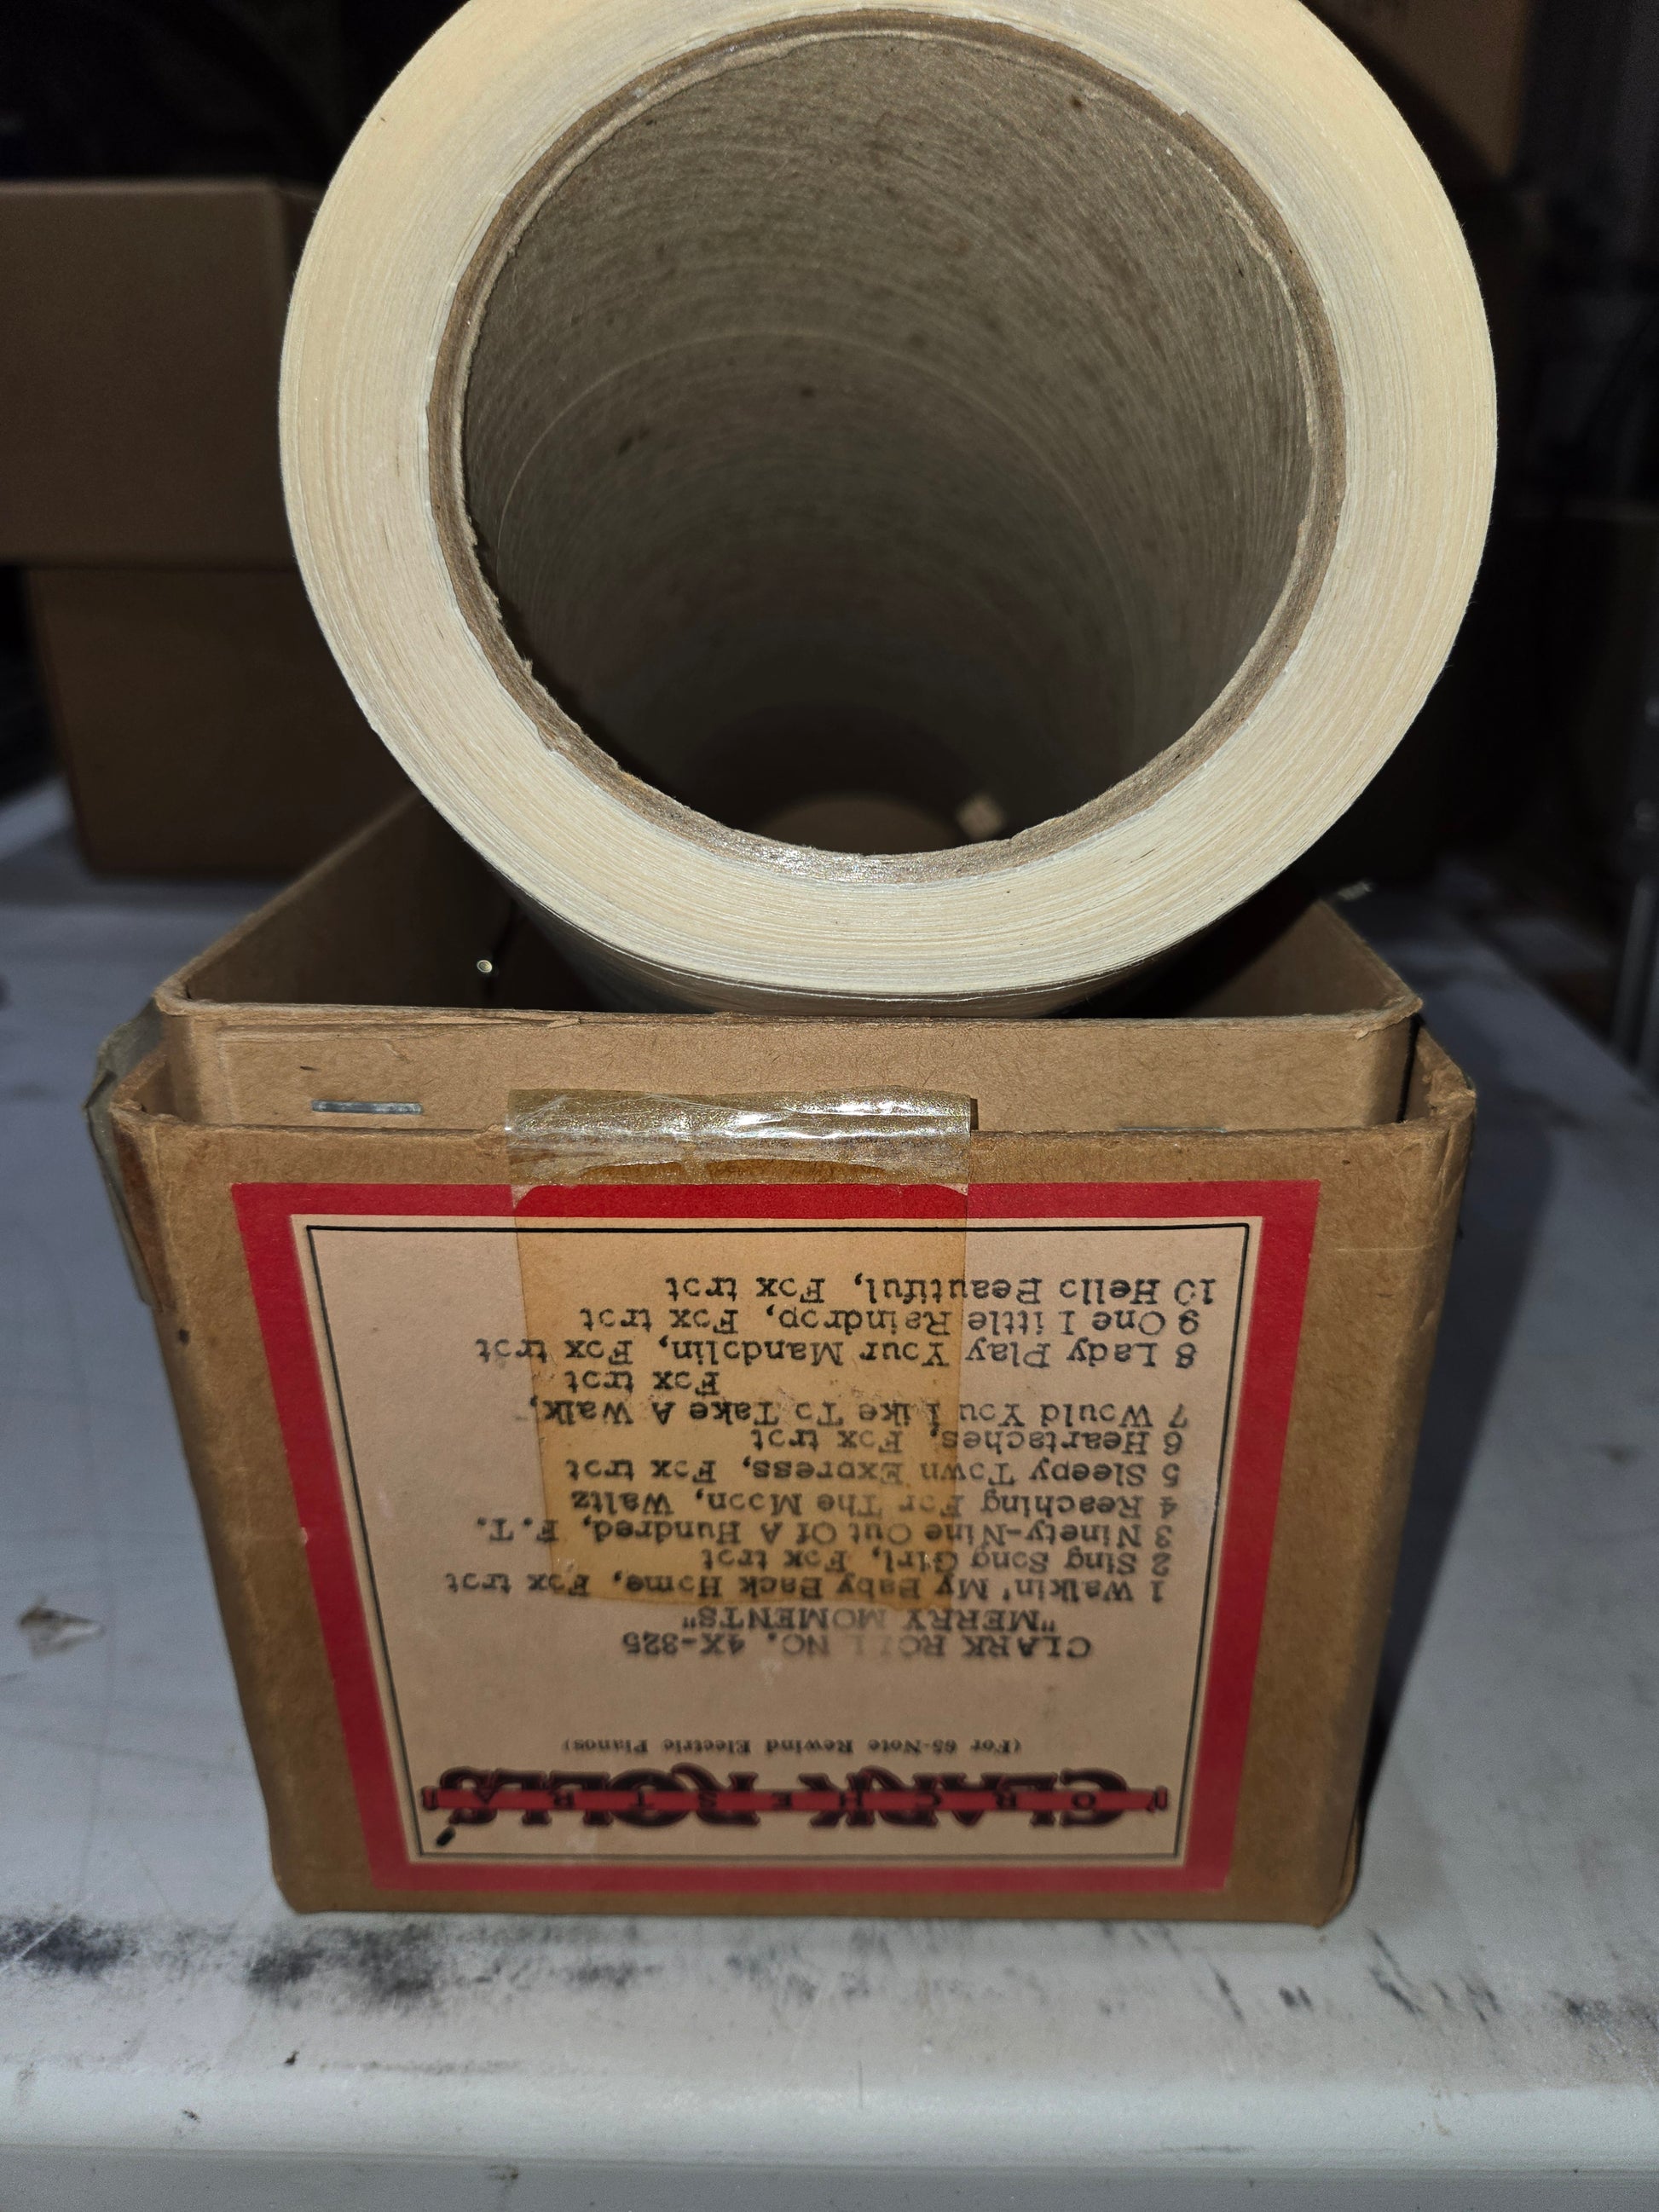 CLARK ROLLS
ORCHESTRA
(For 65-Note Rewind Electric Pianos)
CLARK ROLL NO. 4X-325
"MERRY MOMENTS"
1 Walkin' My Baby Back Home, Fox trot
2 Sing Song Girl, Fox trot
3 Ninety-Nine Out Of A Hundred, F.T.
4 Reaching For The Moon, Waltz
5 Sleepy Town Express, Fox trot
6 Heartaches, Fox trot
7 Would You Like To Take A Walk,
Fox trot
8 Lady Play Your Mandolin, Fox trot
9 One Little Raindrop, Fox trot
10 Hello Beautiful, Fox trot